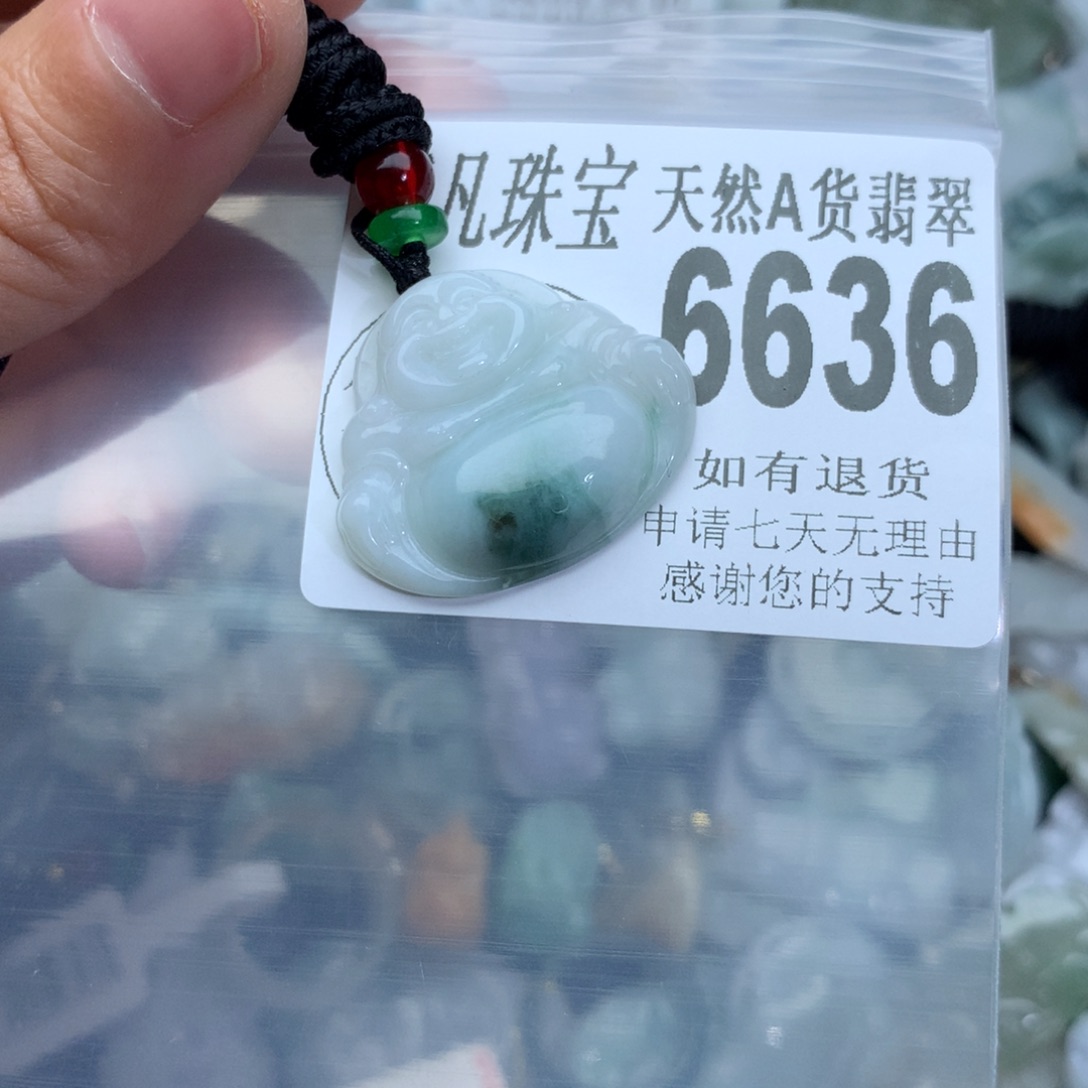 凡珠宝 天然A货翡翠
6636
如有退货
申请七天无理由
感谢您的支持